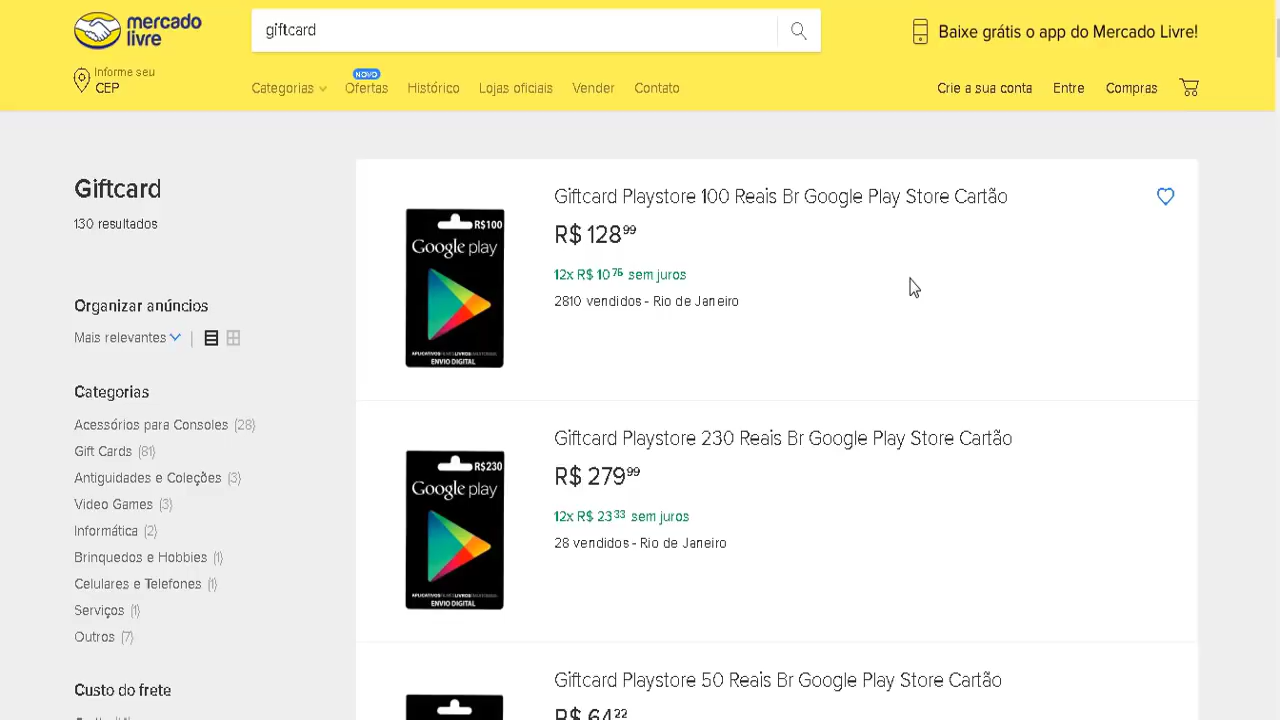 mercado
livre
giftcard
Baixe grátis o app do Mercado Livre!
Informe seu
CEP
Categorias
NOVO
Ofertas
Histórico
Lojas oficiais
Vender
Contato
Crie a sua conta
Entre
Compras
Giftcard
130 resultados
Organizar anúncios
Mais relevantes
Categorias
Acessórios para Consoles (28)
Gift Cards (81)
Antiguidades e Coleções (3)
Video Games (3)
Informática (2)
Brinquedos e Hobbies (1)
Celulares e Telefones (1)
Serviços (1)
Outros (7)
Custo do frete
R$100
Google play
ENVIO DIGITAL
Giftcard Playstore 100 Reais Br Google Play Store Cartão
R$ 128 99
12x R$ 10 76 sem juros
2810 vendidos - Rio de Janeiro
R$230
Google play
ENVIO DIGITAL
Giftcard Playstore 230 Reais Br Google Play Store Cartão
R$ 279 99
12x R$ 23 33 sem juros
28 vendidos - Rio de Janeiro
Giftcard Playstore 50 Reais Br Google Play Store Cartão
R$ 64 22